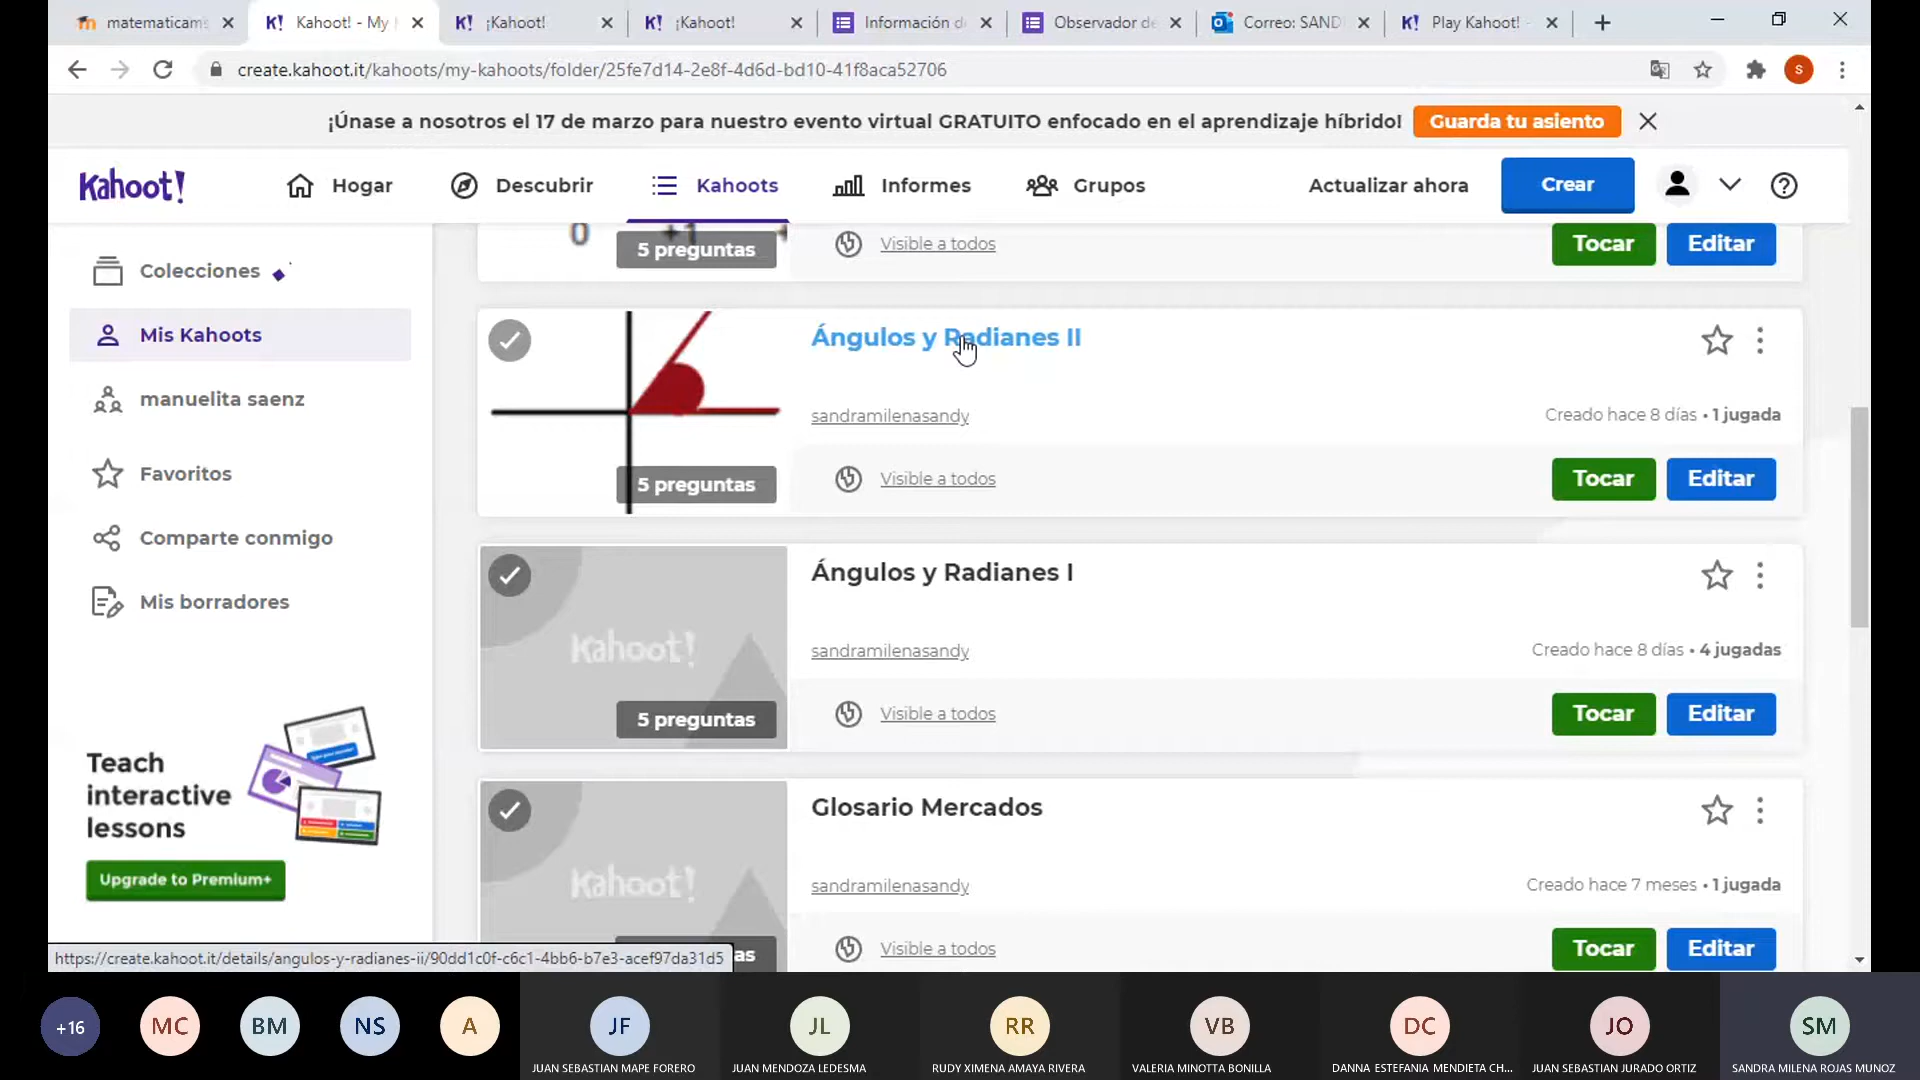 matematicams
Kahoot! - My
¡Kahoot!
¡Kahoot!
Información d
Observador de
Correo: SAND
Play Kahoot! -
create.kahoot.it/kahoots/my-kahoots/folder/25fe7d14-2e8f-4d6d-bd10-41f8aca52706
S
¡Únase a nosotros el 17 de marzo para nuestro evento virtual GRATUITO enfocado en el aprendizaje híbrido!
Guarda tu asiento
Kahoot!
Hogar
Descubrir
Kahoots
Informes
Grupos
Actualizar ahora
Crear
Colecciones
Mis Kahoots
manuelita saenz
Favoritos
Comparte conmigo
Mis borradores
Teach
interactive
lessons
Upgrade to Premium+
0 +1
5 preguntas
Visible a todos
Tocar
Editar
Ángulos y Radianes II
sandramilenasandy
Creado hace 8 días • 1 jugada
5 preguntas
Visible a todos
Tocar
Editar
Ángulos y Radianes I
Kahoot!
sandramilenasandy
Creado hace 8 días • 4 jugadas
5 preguntas
Visible a todos
Tocar
Editar
Glosario Mercados
Kahoot!
sandramilenasandy
Creado hace 7 meses • 1 jugada
as
Visible a todos
Tocar
Editar
https://create.kahoot.it/details/angulos-y-radianes-ii/90dd1c0f-c6c1-4bb6-b7e3-acef97da31d5
+16
MC
BM
NS
A
JF
JL
RR
VB
DC
JO
SM
JUAN SEBASTIAN MAPE FORERO
JUAN MENDOZA LEDESMA
RUDY XIMENA AMAYA RIVERA
VALERIA MINOTTA BONILLA
DANNA ESTEFANIA MENDIETA CH...
JUAN SEBASTIAN JURADO ORTIZ
SANDRA MILENA ROJAS MUNOZ